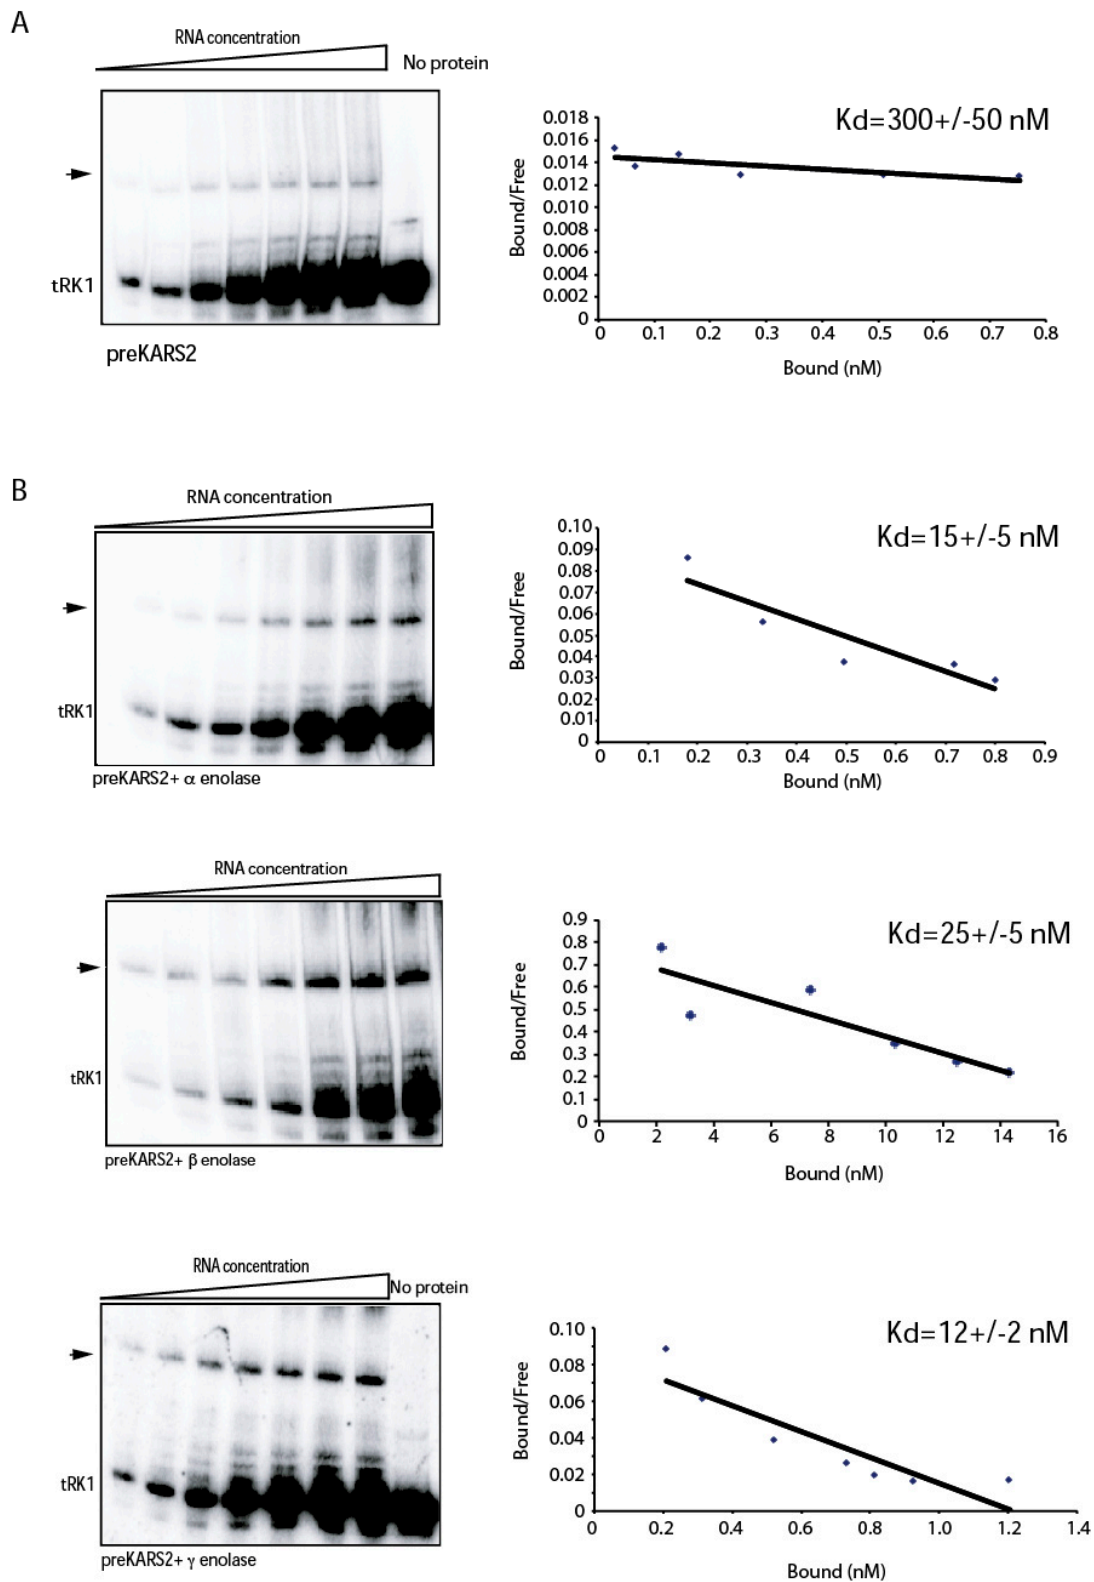 A
RNA concentration
No protein
tRK1
preKARS2
Kd=300+/-50 nM
0.018
0.016
0.014
0.012
0.010
0.008
0.006
0.004
0.002
0
Bound/Free
0 0.1 0.2 0.3 0.4 0.5 0.6 0.7 0.8
Bound (nM)
B
RNA concentration
tRK1
preKARS2+ α enolase
Kd=15+/-5 nM
0.10
0.09
0.08
0.07
0.06
0.05
0.04
0.03
0.02
0.01
0
Bound/Free
0 0.1 0.2 0.3 0.4 0.5 0.6 0.7 0.8 0.9
Bound (nM)
RNA concentration
tRK1
preKARS2+ β enolase
Kd=25+/-5 nM
0.9
0.8
0.7
0.6
0.5
0.4
0.3
0.2
0.1
0
Bound/Free
0 2 4 6 8 10 12 14 16
Bound (nM)
RNA concentration
No protein
tRK1
preKARS2+ γ enolase
Kd=12+/-2 nM
0.10
0.08
0.06
0.04
0.02
0
Bound/Free
0 0.2 0.4 0.6 0.8 1.0 1.2 1.4
Bound (nM)